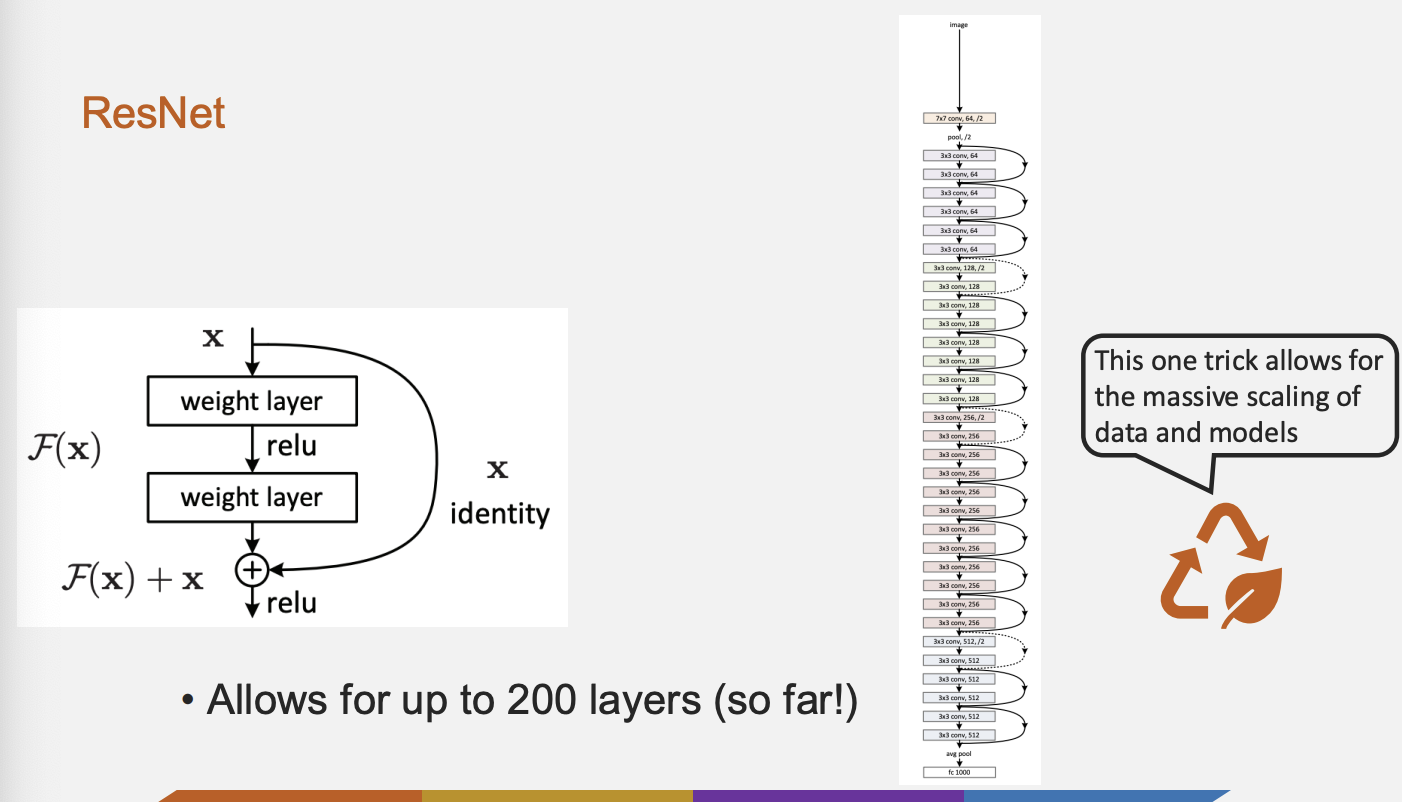 ResNet
x
weight layer
F(x)
relu
weight layer
x
identity
F(x) + x
+
relu
• Allows for up to 200 layers (so far!)
image
7x7 conv, 64, /2
pool, /2
3x3 conv, 64
3x3 conv, 64
3x3 conv, 64
3x3 conv, 64
3x3 conv, 64
3x3 conv, 64
3x3 conv, 128, /2
3x3 conv, 128
3x3 conv, 128
3x3 conv, 128
3x3 conv, 128
3x3 conv, 128
3x3 conv, 128
3x3 conv, 128
3x3 conv, 256, /2
3x3 conv, 256
3x3 conv, 256
3x3 conv, 256
3x3 conv, 256
3x3 conv, 256
3x3 conv, 256
3x3 conv, 256
3x3 conv, 256
3x3 conv, 256
3x3 conv, 256
3x3 conv, 256
3x3 conv, 512, /2
3x3 conv, 512
3x3 conv, 512
3x3 conv, 512
3x3 conv, 512
3x3 conv, 512
avg pool
fc 1000
This one trick allows for
the massive scaling of
data and models